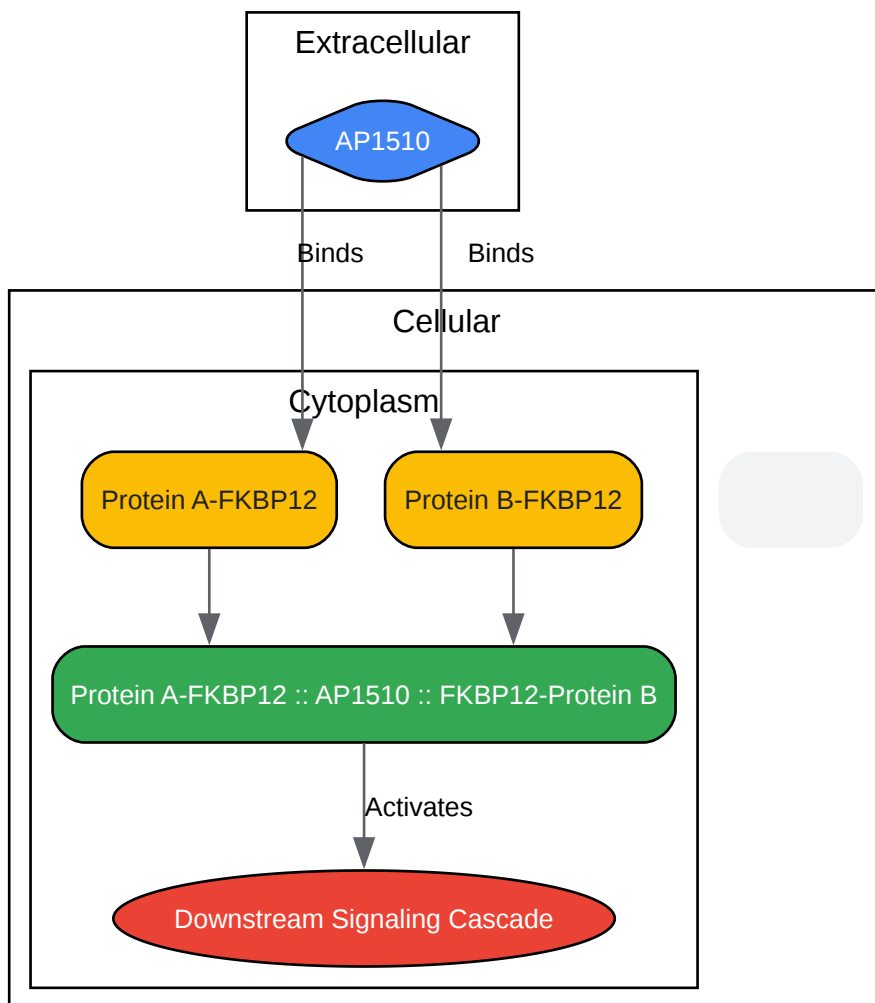 Extracellular
AP1510
Binds
Binds
Cellular
Cytoplasm
Protein A-FKBP12
Protein B-FKBP12
Protein A-FKBP12 :: AP1510 :: FKBP12-Protein B
Activates
Downstream Signaling Cascade